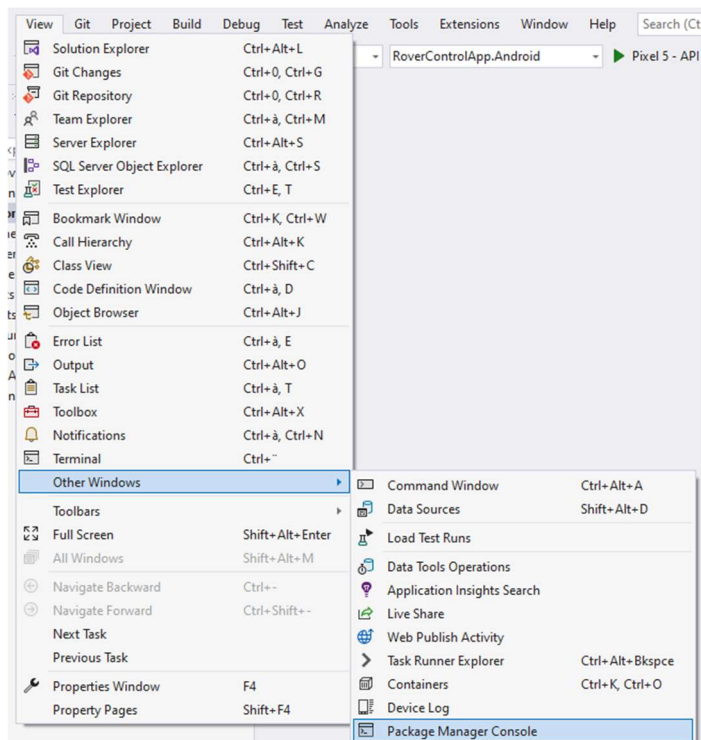 View Git Project Build Debug Test Analyze Tools Extensions Window Help Search (Ct
RoverControlApp.Android Pixel 5 - API
Solution Explorer Ctrl+Alt+L
Git Changes Ctrl+0, Ctrl+G
Git Repository Ctrl+0, Ctrl+R
Team Explorer Ctrl+à, Ctrl+M
Server Explorer Ctrl+Alt+S
SQL Server Object Explorer Ctrl+à, Ctrl+S
Test Explorer Ctrl+E, T
Bookmark Window Ctrl+K, Ctrl+W
Call Hierarchy Ctrl+Alt+K
Class View Ctrl+Shift+C
Code Definition Window Ctrl+à, D
Object Browser Ctrl+Alt+J
Error List Ctrl+à, E
Output Ctrl+Alt+O
Task List Ctrl+à, T
Toolbox Ctrl+Alt+X
Notifications Ctrl+à, Ctrl+N
Terminal Ctrl+¨
Other Windows
Toolbars
Full Screen Shift+Alt+Enter
All Windows Shift+Alt+M
Navigate Backward Ctrl+-
Navigate Forward Ctrl+Shift+-
Next Task
Previous Task
Properties Window F4
Property Pages Shift+F4
Command Window Ctrl+Alt+A
Data Sources Shift+Alt+D
Load Test Runs
Data Tools Operations
Application Insights Search
Live Share
Web Publish Activity
Task Runner Explorer Ctrl+Alt+Bkspce
Containers Ctrl+K, Ctrl+O
Device Log
Package Manager Console